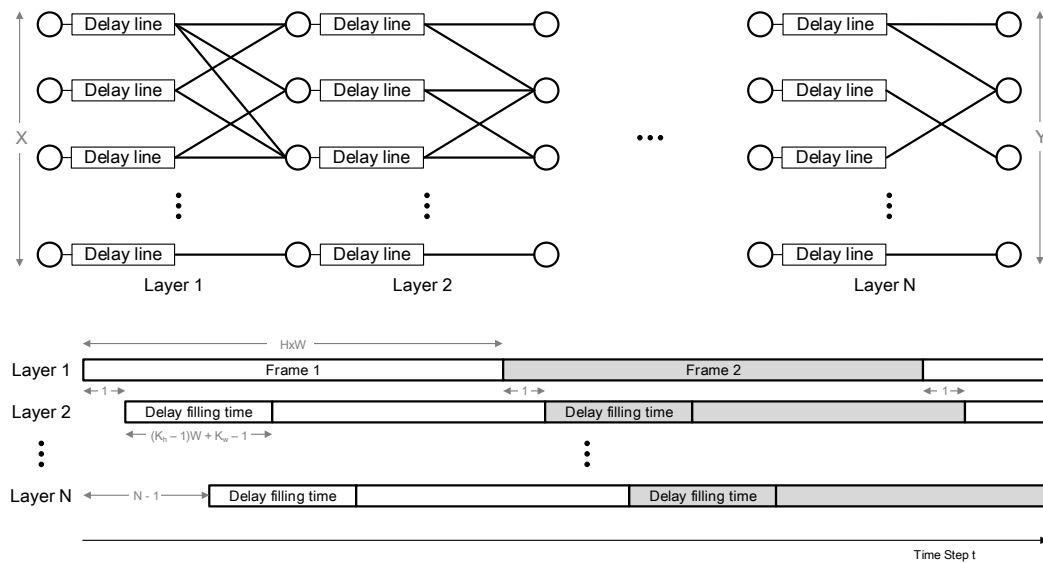 X
Delay line Delay line Delay line
Delay line Delay line Delay line
Delay line Delay line Delay line
Delay line Delay line Delay line
Y
Layer 1 Layer 2 Layer N
HxW
Layer 1 Frame 1 Frame 2
1 1 1
Layer 2 Delay filling time Delay filling time
(Kh – 1)W + Kw – 1
N - 1
Layer N Delay filling time Delay filling time
Time Step t